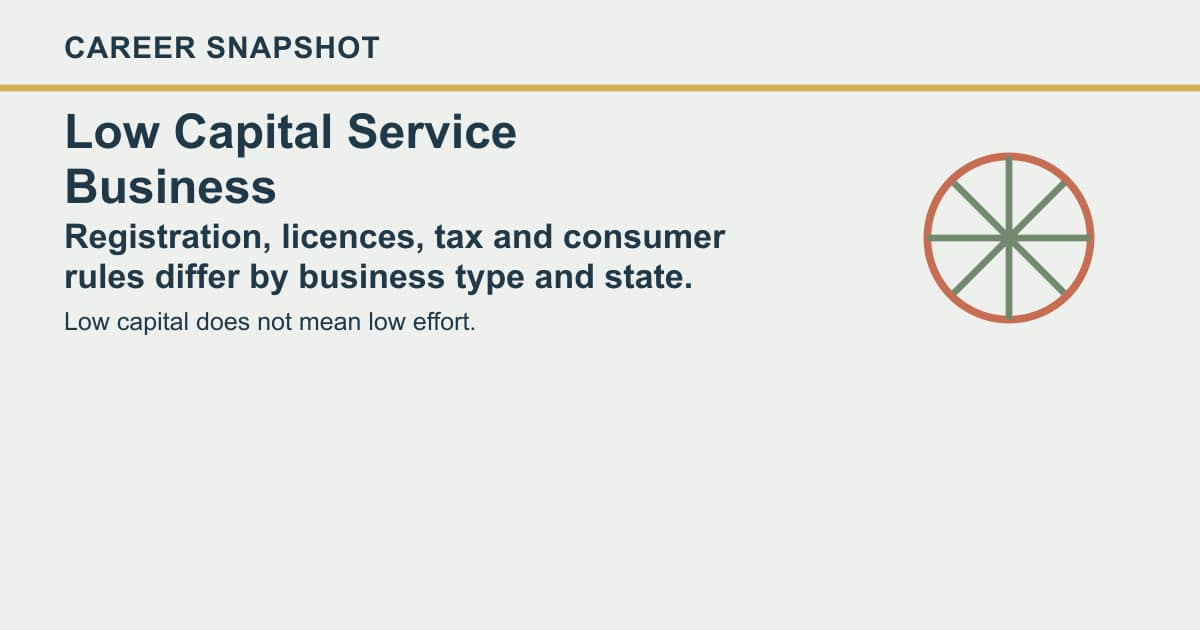 CAREER SNAPSHOT
Low Capital Service
Business
Registration, licences, tax and consumer
rules differ by business type and state.
Low capital does not mean low effort.